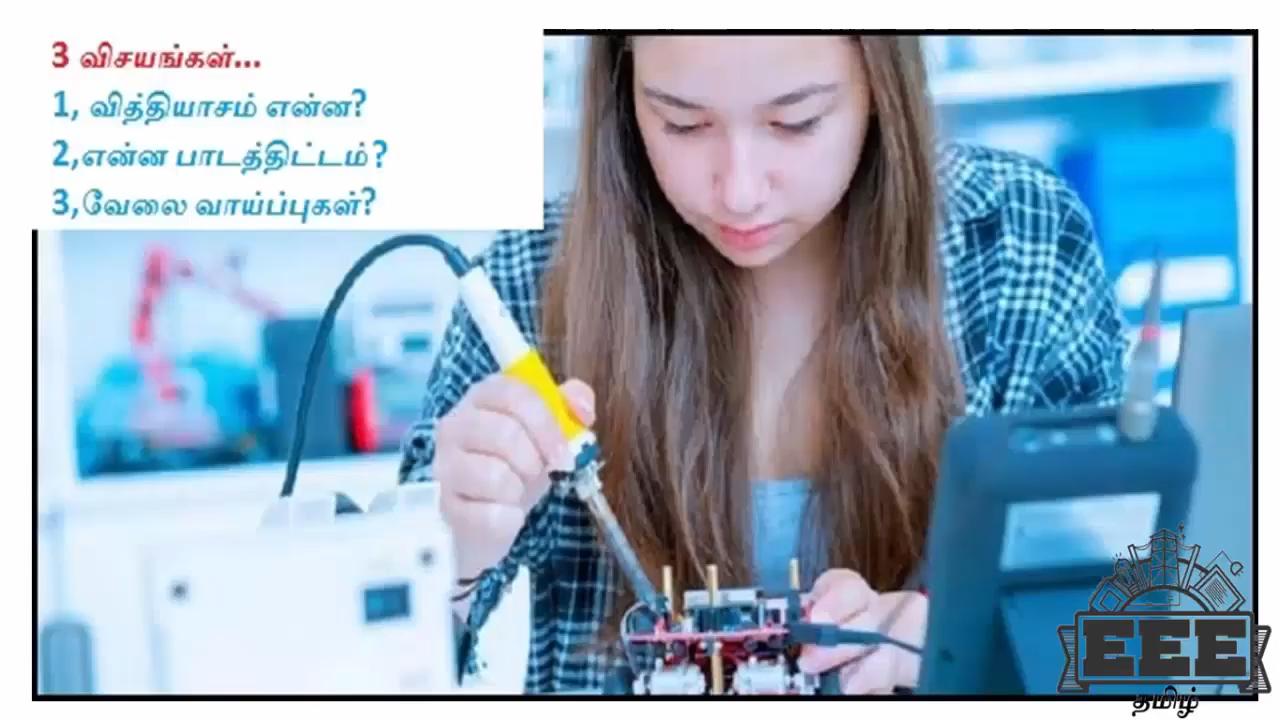 3 விசயங்கள்...
1, வித்தியாசம் என்ன?
2,என்ன பாடத்திட்டம்?
3,வேலை வாய்ப்புகள்?
EEE
தமிழ்